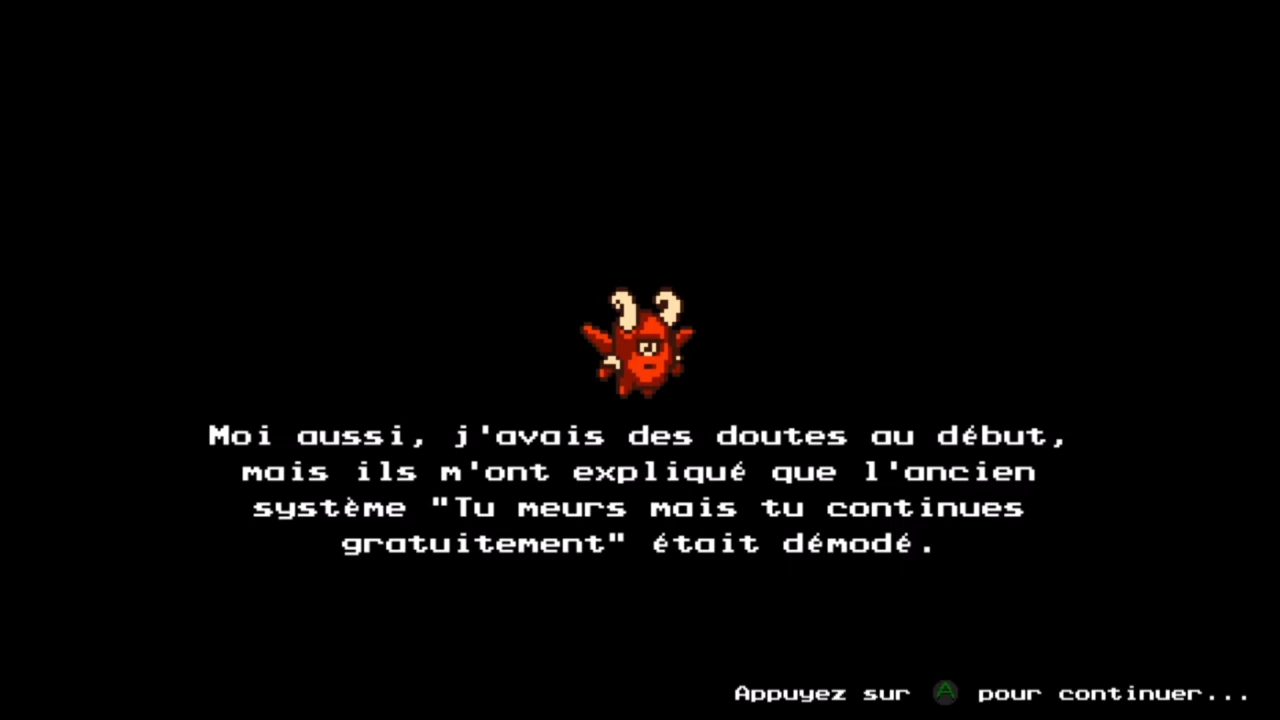 Moi aussi, j'avais des doutes au début,
mais ils m'ont expliqué que l'ancien
système "Tu meurs mais tu continues
gratuitement" était démodé.
Appuyez sur A pour continuer...